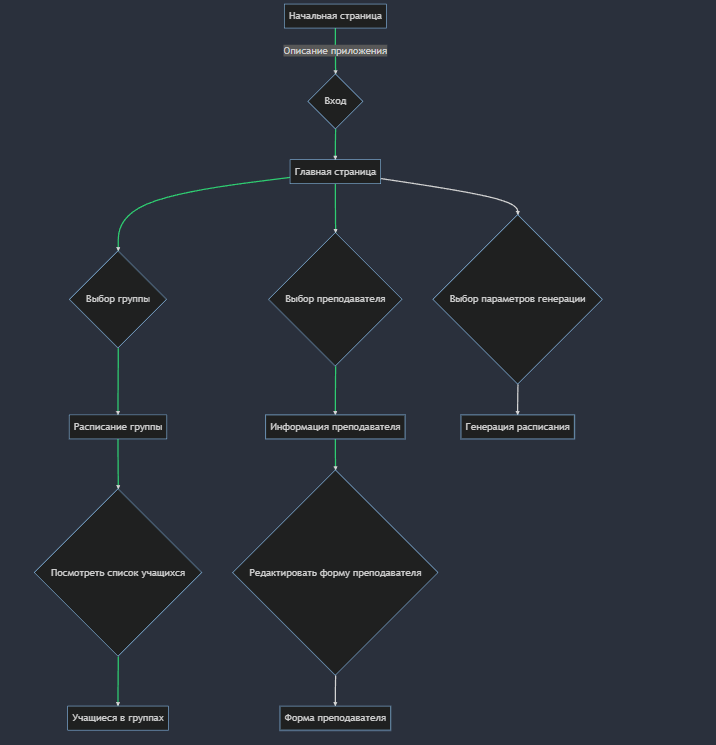 Начальная страница
Описание приложения
Вход
Главная страница
Выбор группы
Выбор преподавателя
Выбор параметров генерации
Расписание группы
Информация преподавателя
Генерация расписания
Посмотреть список учащихся
Редактировать форму преподавателя
Учащиеся в группах
Форма преподавателя